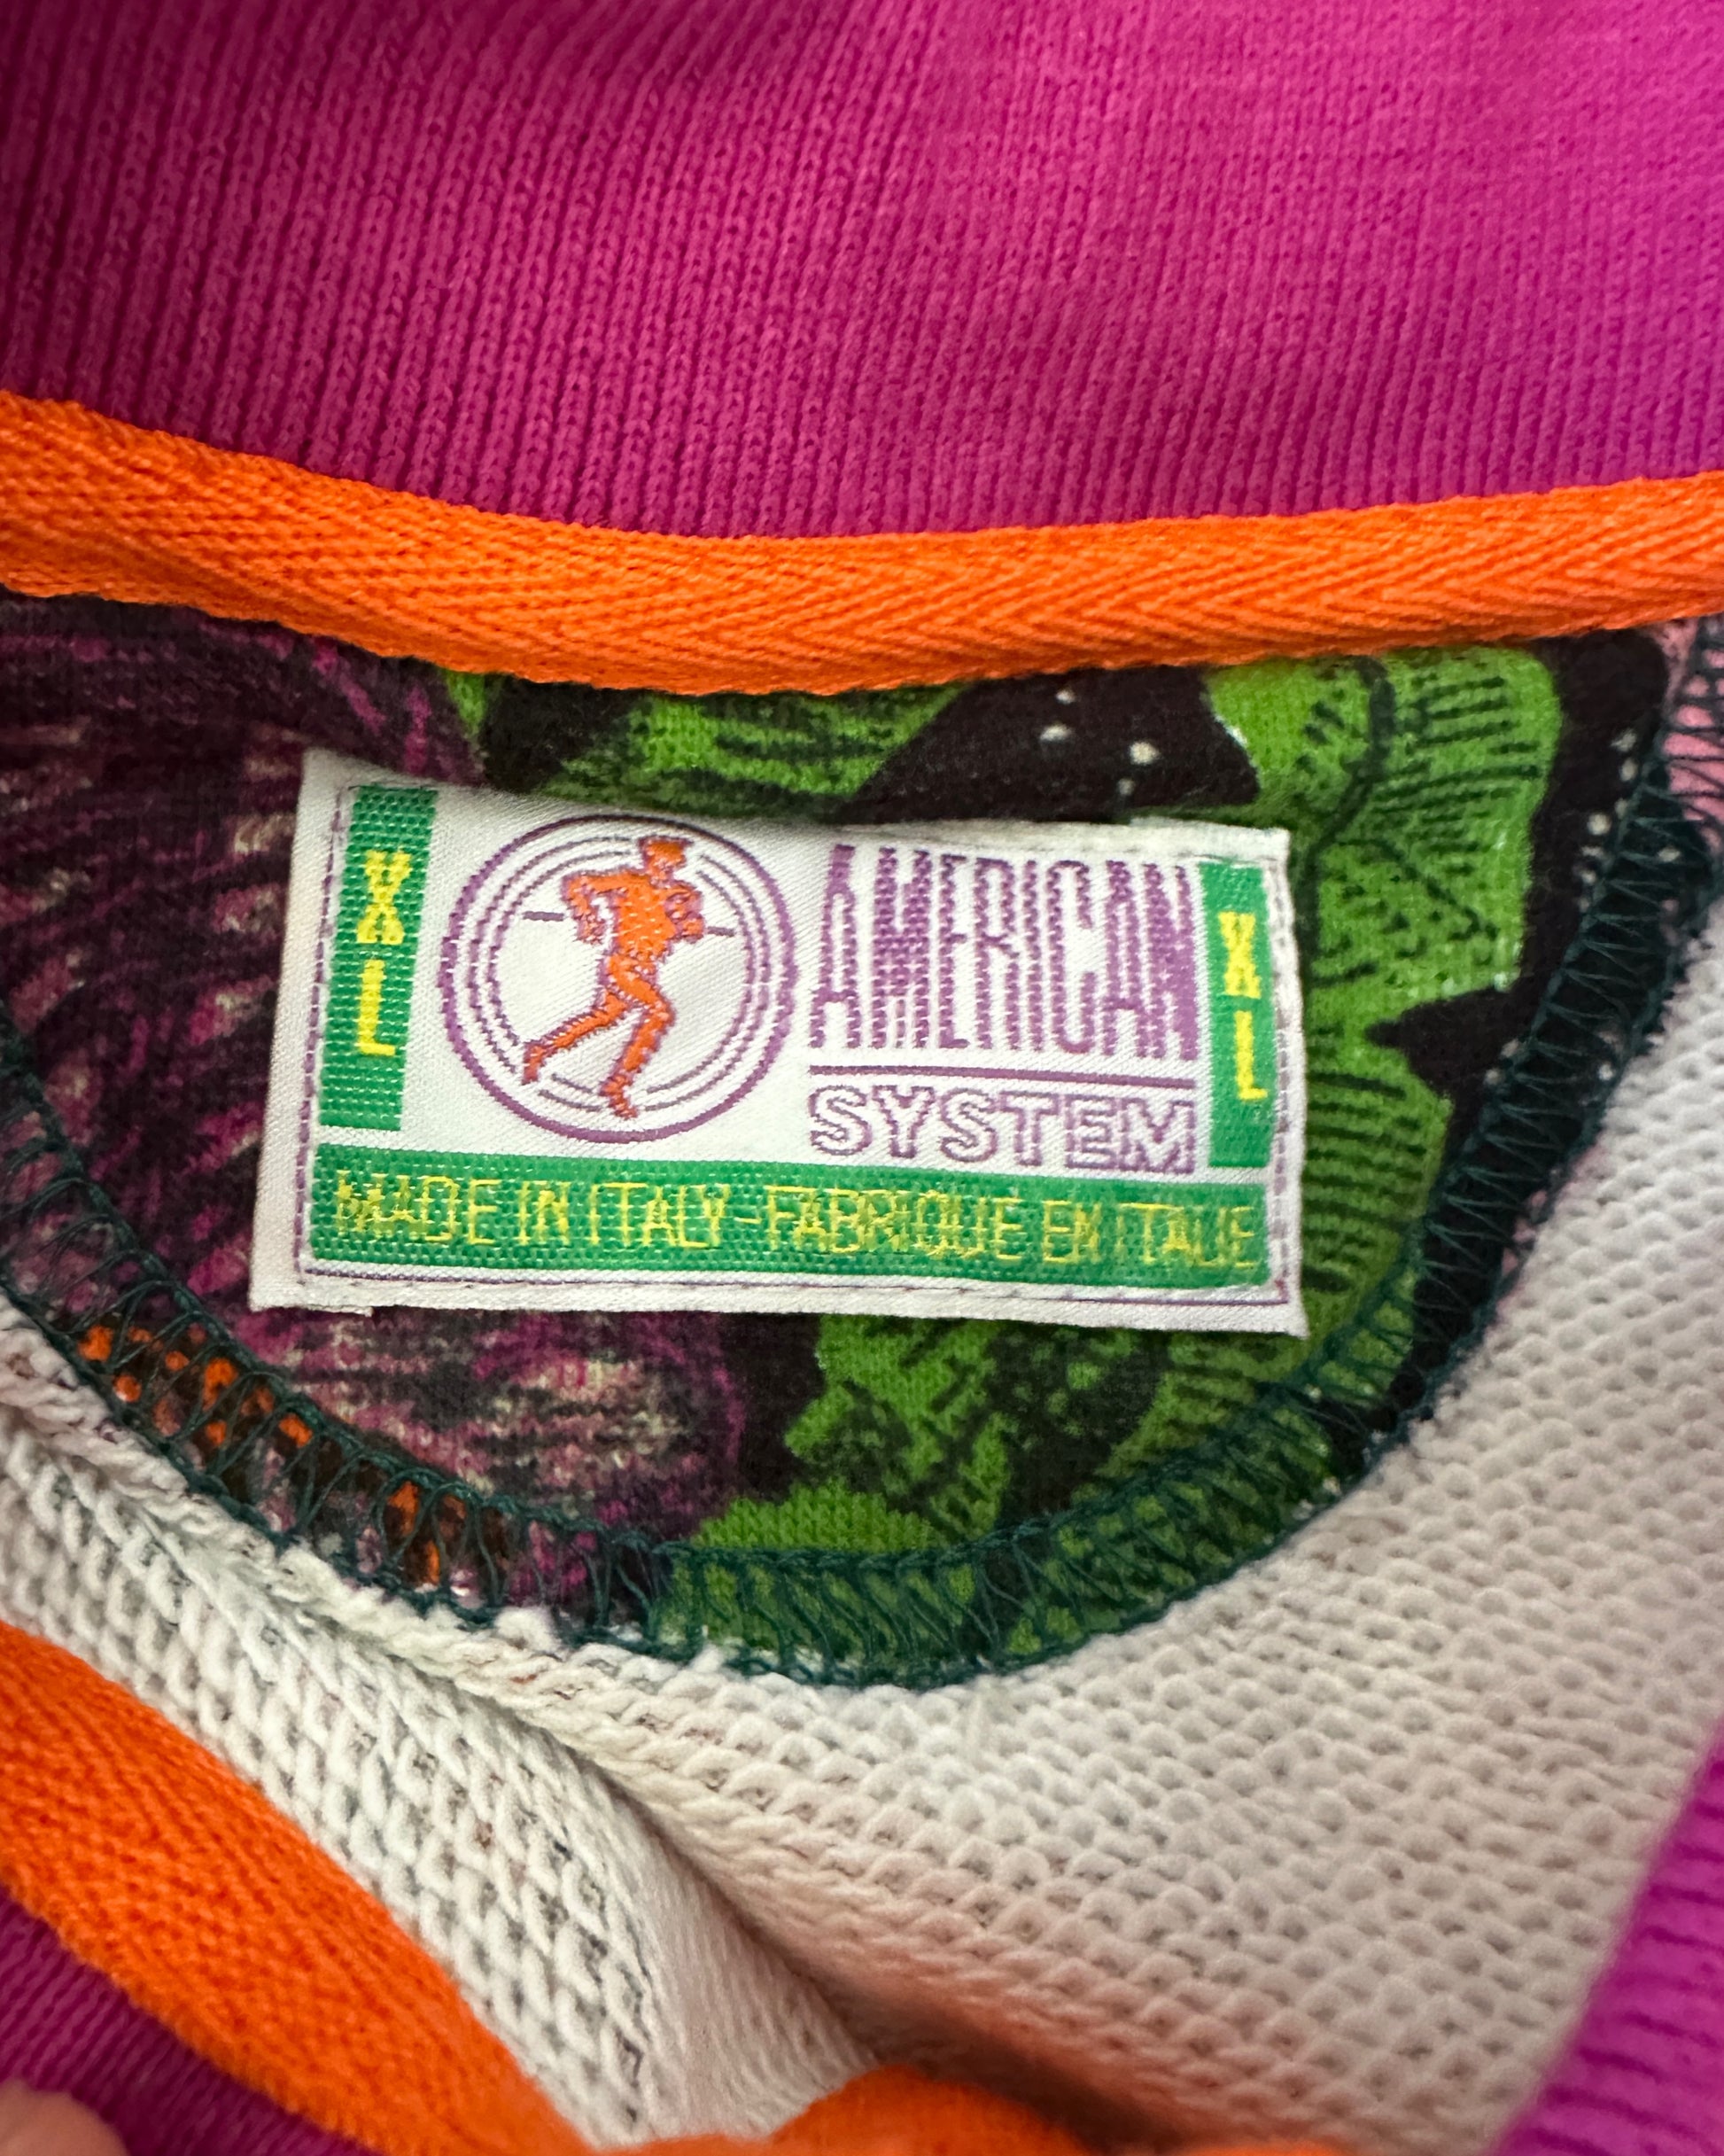 XL
AMERICAN
SYSTEM
XL
MADE IN ITALY-FABRIQUE EN ITALIE